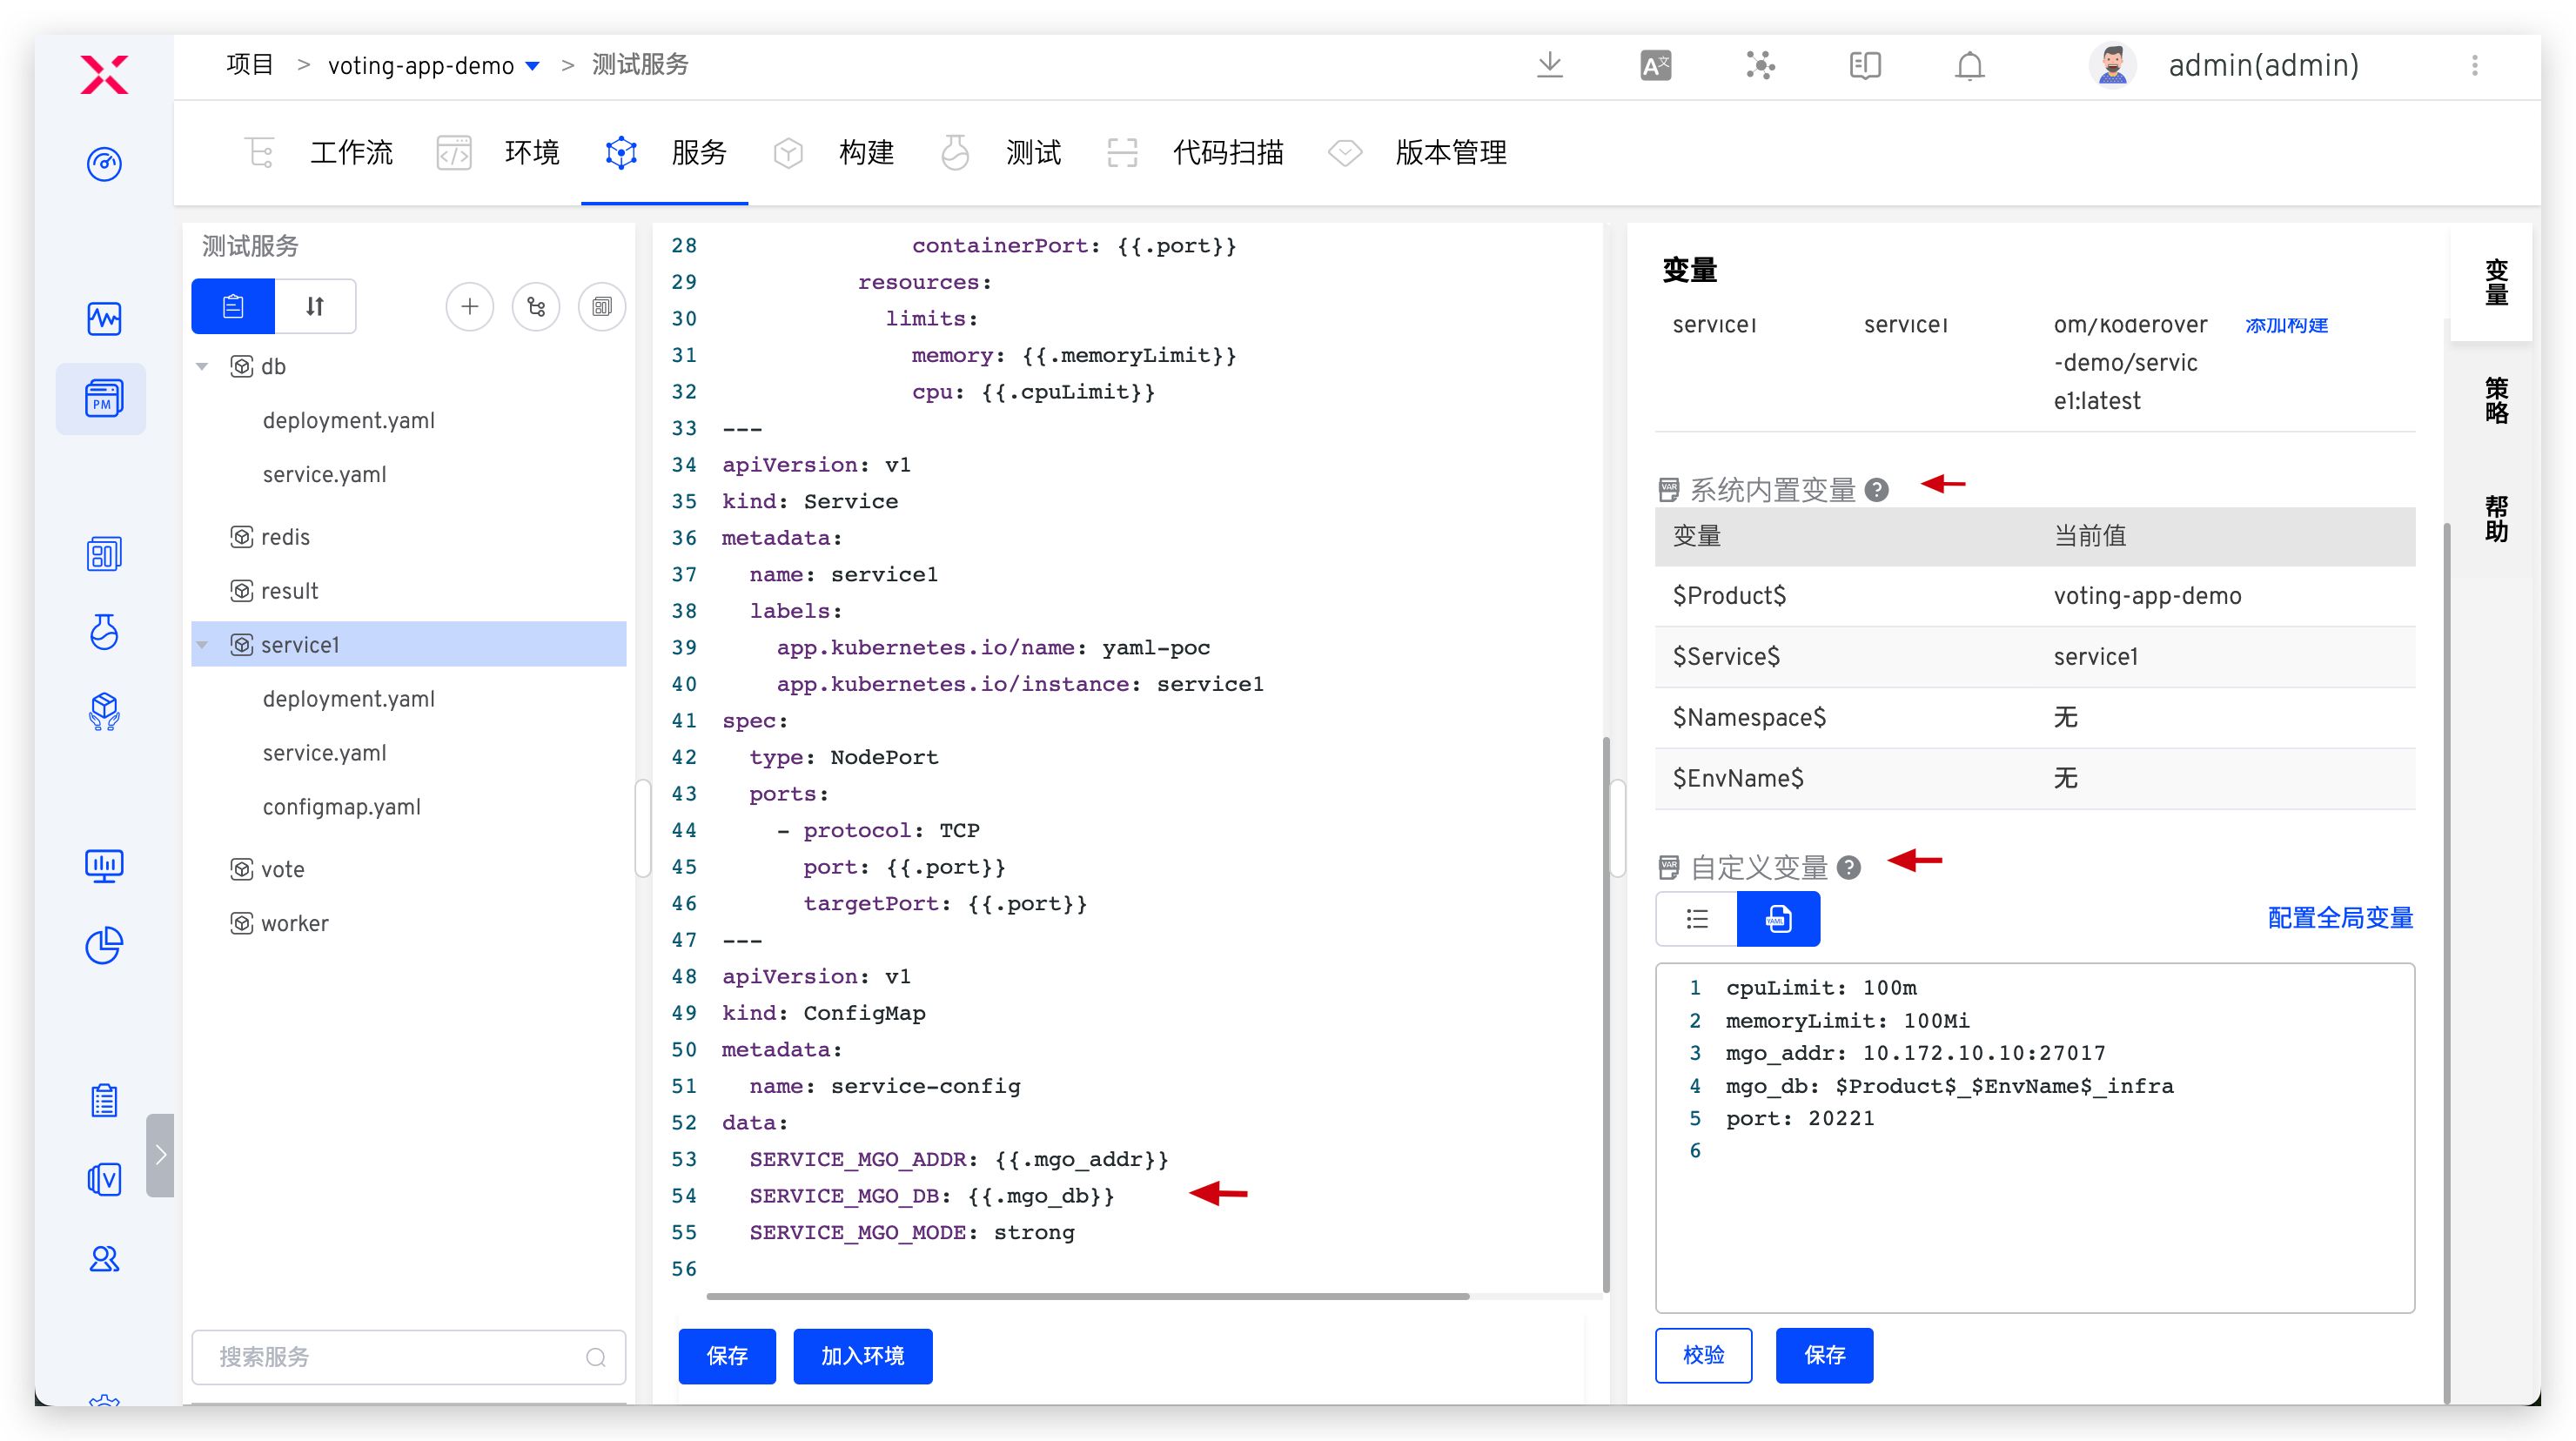 项目 > voting-app-demo > 测试服务
admin(admin)
工作流 环境 服务 构建 测试 代码扫描 版本管理
PM
V
测试服务
db
deployment.yaml
service.yaml
redis
result
service1
deployment.yaml
service.yaml
configmap.yaml
vote
worker
搜索服务
28 containerPort: {{.port}}
29 resources:
30 limits:
31 memory: {{.memoryLimit}}
32 cpu: {{.cpuLimit}}
33 ---
34 apiVersion: v1
35 kind: Service
36 metadata:
37 name: service1
38 labels:
39 app.kubernetes.io/name: yaml-poc
40 app.kubernetes.io/instance: service1
41 spec:
42 type: NodePort
43 ports:
44 - protocol: TCP
45 port: {{.port}}
46 targetPort: {{.port}}
47 ---
48 apiVersion: v1
49 kind: ConfigMap
50 metadata:
51 name: service-config
52 data:
53 SERVICE_MGO_ADDR: {{.mgo_addr}}
54 SERVICE_MGO_DB: {{.mgo_db}}
55 SERVICE_MGO_MODE: strong
56
保存 加入环境
变量
service1 service1 om/koderover 添加构建
-demo/servic
e1:latest
VAR 系统内置变量 ?
变量 当前值
$Product$ voting-app-demo
$Service$ service1
$Namespace$ 无
$EnvName$ 无
VAR 自定义变量 ?
YAML 配置全局变量
1 cpuLimit: 100m
2 memoryLimit: 100Mi
3 mgo_addr: 10.172.10.10:27017
4 mgo_db: $Product$_$EnvName$_infra
5 port: 20221
6
校验 保存
变量
策略
帮助